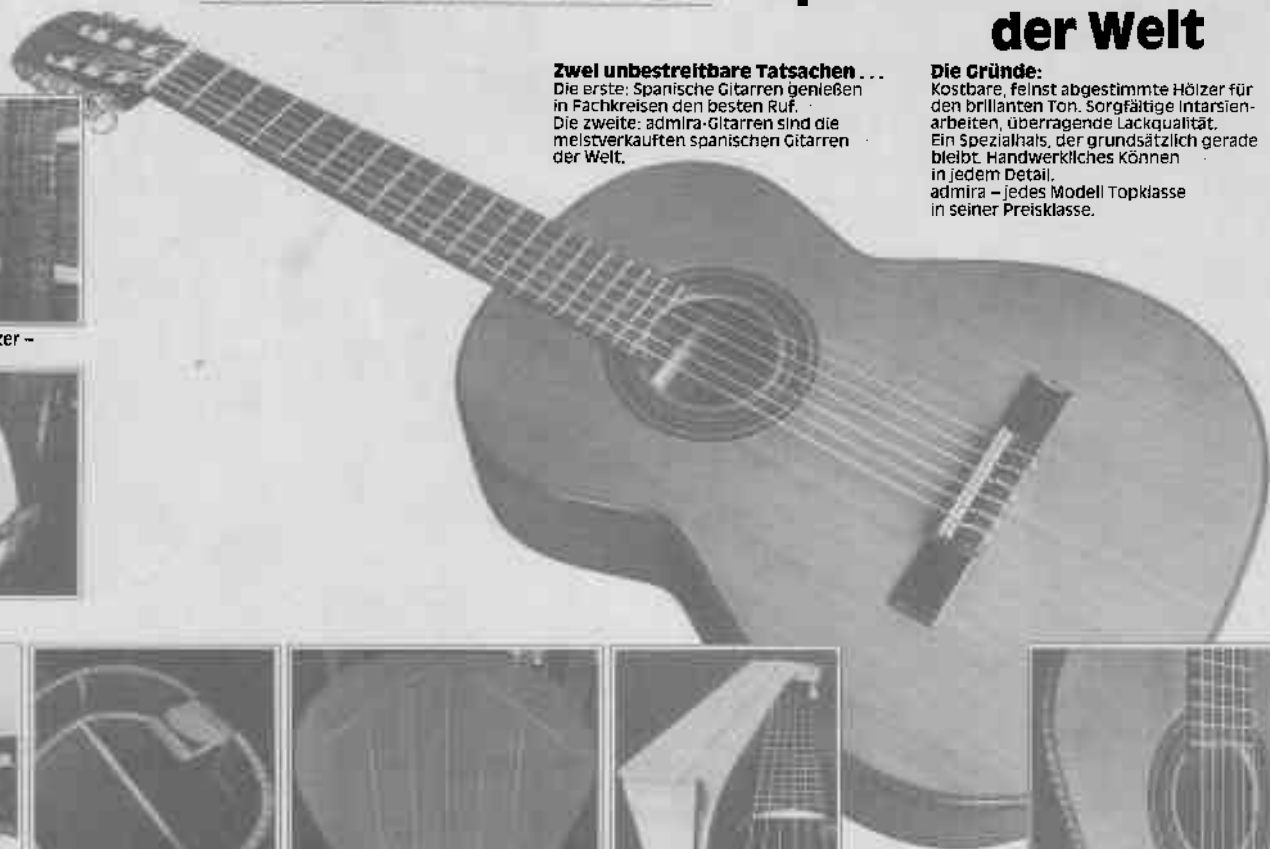 der Welt
Zwei unbestreitbare Tatsachen...
Die erste: Spanische Gitarren genießen
in Fachkreisen den besten Ruf.
Die zweite: admira-Gitarren sind die
meistverkauften spanischen Gitarren
der Welt.
Die Gründe:
Kostbare, feinst abgestimmte Hölzer für
den brillanten Ton. Sorgfältige Intarsien-
arbeiten, überragende Lackqualität.
Ein Spezialhals, der grundsätzlich gerade
bleibt. Handwerkliches Können
in jedem Detail.
admira – jedes Modell Topklasse
in seiner Preisklasse.